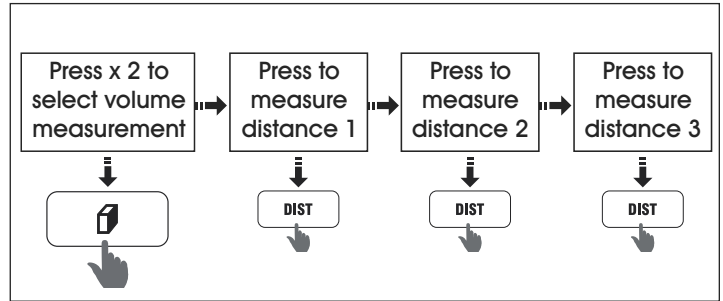 Press x 2 to
select volume
measurement
Press to
measure
distance 1
Press to
measure
distance 2
Press to
measure
distance 3
DIST
DIST
DIST